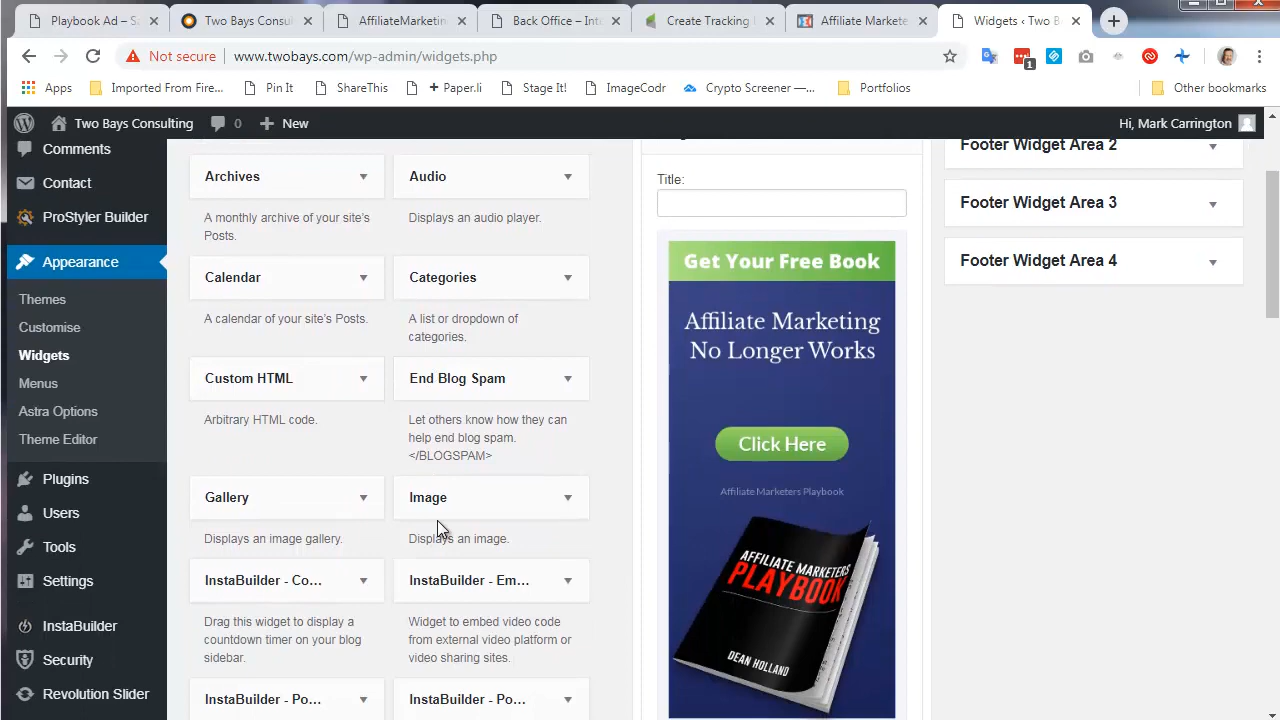 Playbook Ad – Sa
Two Bays Consul
AffiliateMarketin
Back Office – Intu
Create Tracking
Affiliate Markete
Widgets ‹ Two B
Not secure
www.twobays.com/wp-admin/widgets.php
1
Apps
Imported From Fire...
Pin It
ShareThis
+ Paper.li
Stage It!
ImageCodr
Crypto Screener —...
Portfolios
Other bookmarks
Two Bays Consulting
0
New
Hi, Mark Carrington
Comments
Contact
ProStyler Builder
Appearance
Themes
Customise
Widgets
Menus
Astra Options
Theme Editor
Plugins
Users
Tools
Settings
InstaBuilder
Security
Revolution Slider
Archives
A monthly archive of your site's
Posts.
Audio
Displays an audio player.
Calendar
A calendar of your site's Posts.
Categories
A list or dropdown of
categories.
Custom HTML
Arbitrary HTML code.
End Blog Spam
Let others know how they can
help end blog spam.
</BLOGSPAM>
Gallery
Displays an image gallery.
Image
Displays an image.
InstaBuilder - Co...
Drag this widget to display a
countdown timer on your blog
sidebar.
InstaBuilder - Em...
Widget to embed video code
from external video platform or
video sharing sites.
InstaBuilder - Po...
InstaBuilder - Po...
Title:
Get Your Free Book
Affiliate Marketing
No Longer Works
Click Here
Affiliate Marketers Playbook
AFFILIATE MARKETERS
PLAYBOOK
DEAN HOLLAND
Footer Widget Area 2
Footer Widget Area 3
Footer Widget Area 4